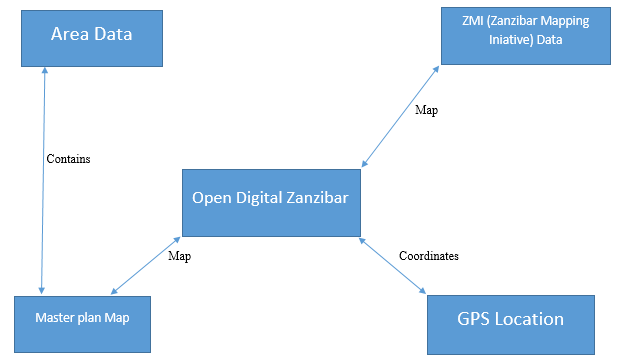 Area Data
ZMI (Zanzibar Mapping
Iniative) Data
Map
Contains
Open Digital Zanzibar
Map
Coordinates
Master plan Map
GPS Location